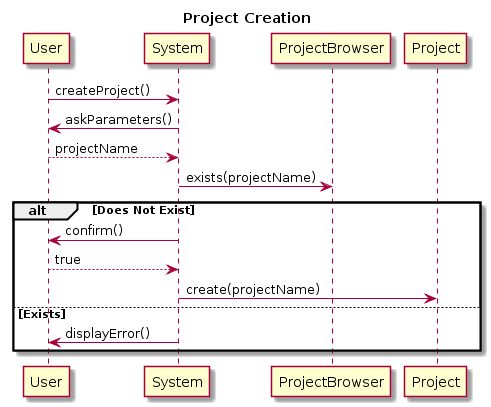 Project Creation
User System ProjectBrowser Project
createProject()
askParameters()
projectName
exists(projectName)
alt [Does Not Exist]
confirm()
true
create(projectName)
[Exists]
displayError()
User System ProjectBrowser Project